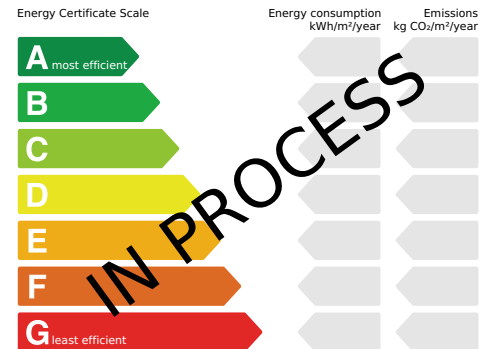 Energy Certificate Scale
Energy consumption
kWh/m²/year
Emissions
kg CO₂/m²/year
A most efficient
B
C
D
E
F
G least efficient
IN PROCESS